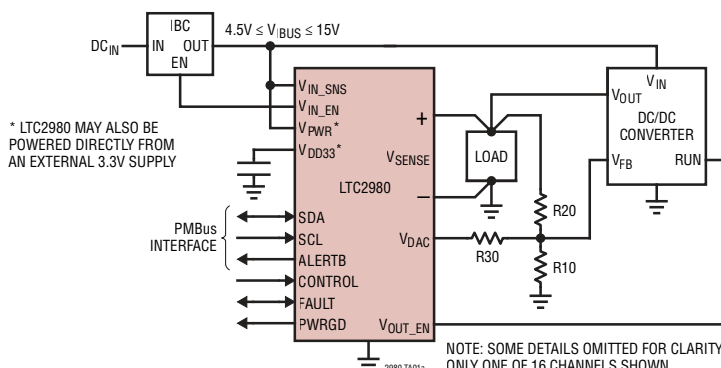 IBC
DCIN
IN OUT
EN
4.5V ≤ VIBUS ≤ 15V
* LTC2980 MAY ALSO BE
POWERED DIRECTLY FROM
AN EXTERNAL 3.3V SUPPLY
VIN_SNS
VIN_EN
VPWR*
VDD33*
LTC2980
+
VSENSE
–
LOAD
VDAC
R30
R20
R10
VIN
VOUT
DC/DC
CONVERTER
VFB
RUN
PMBus
INTERFACE
SDA
SCL
ALERTB
CONTROL
FAULT
PWRGD
VOUT_EN
2980 TA01a
NOTE: SOME DETAILS OMITTED FOR CLARITY
ONLY ONE OF 16 CHANNELS SHOWN